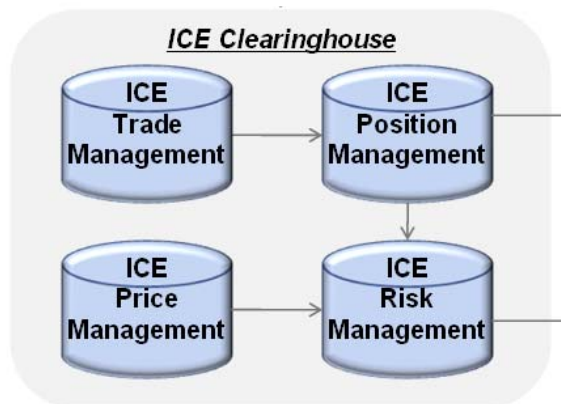 ICE Clearinghouse
ICE
Trade
Management
ICE
Position
Management
ICE
Price
Management
ICE
Risk
Management